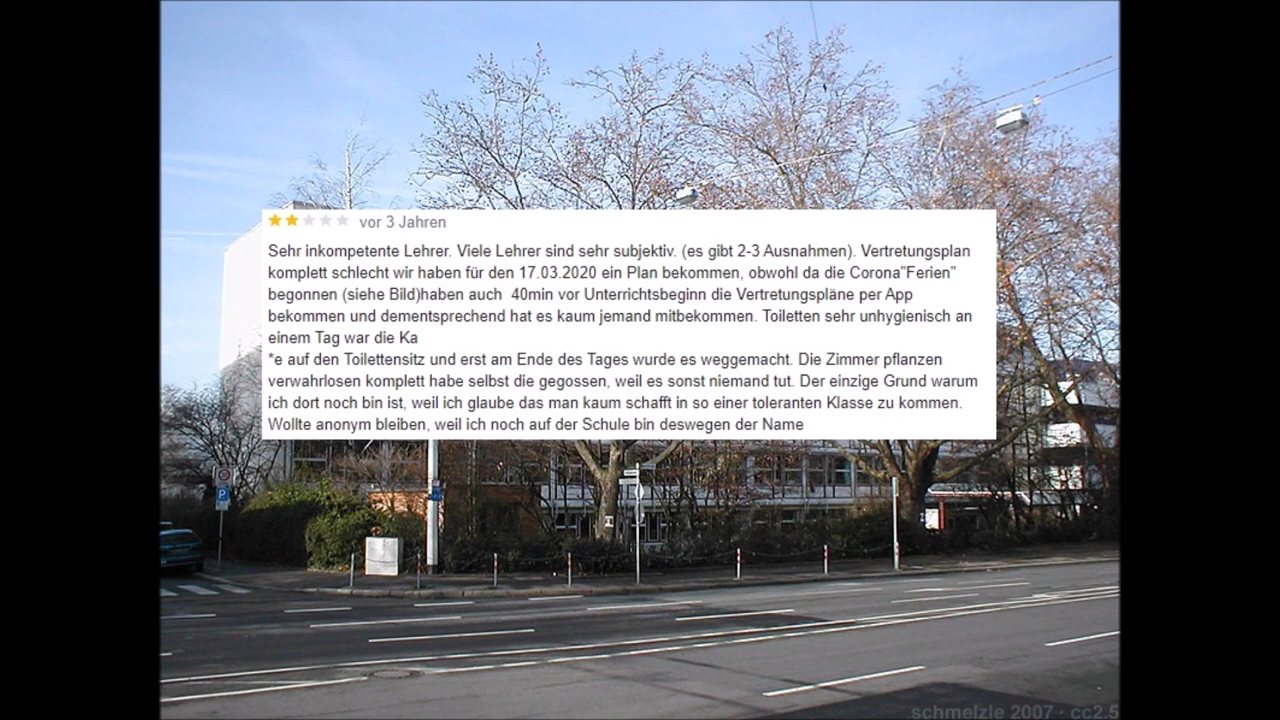 vor 3 Jahren
Sehr inkompetente Lehrer. Viele Lehrer sind sehr subjektiv. (es gibt 2-3 Ausnahmen). Vertretungsplan
komplett schlecht wir haben für den 17.03.2020 ein Plan bekommen, obwohl da die Corona"Ferien"
begonnen (siehe Bild)haben auch  40min vor Unterrichtsbeginn die Vertretungspläne per App
bekommen und dementsprechend hat es kaum jemand mitbekommen. Toiletten sehr unhygienisch an
einem Tag war die Ka
*e auf den Toilettensitz und erst am Ende des Tages wurde es weggemacht. Die Zimmer pflanzen
verwahrlosen komplett habe selbst die gegossen, weil es sonst niemand tut. Der einzige Grund warum
ich dort noch bin ist, weil ich glaube das man kaum schafft in so einer toleranten Klasse zu kommen.
Wollte anonym bleiben, weil ich noch auf der Schule bin deswegen der Name
P
schmelzle 2007 · cc2.5